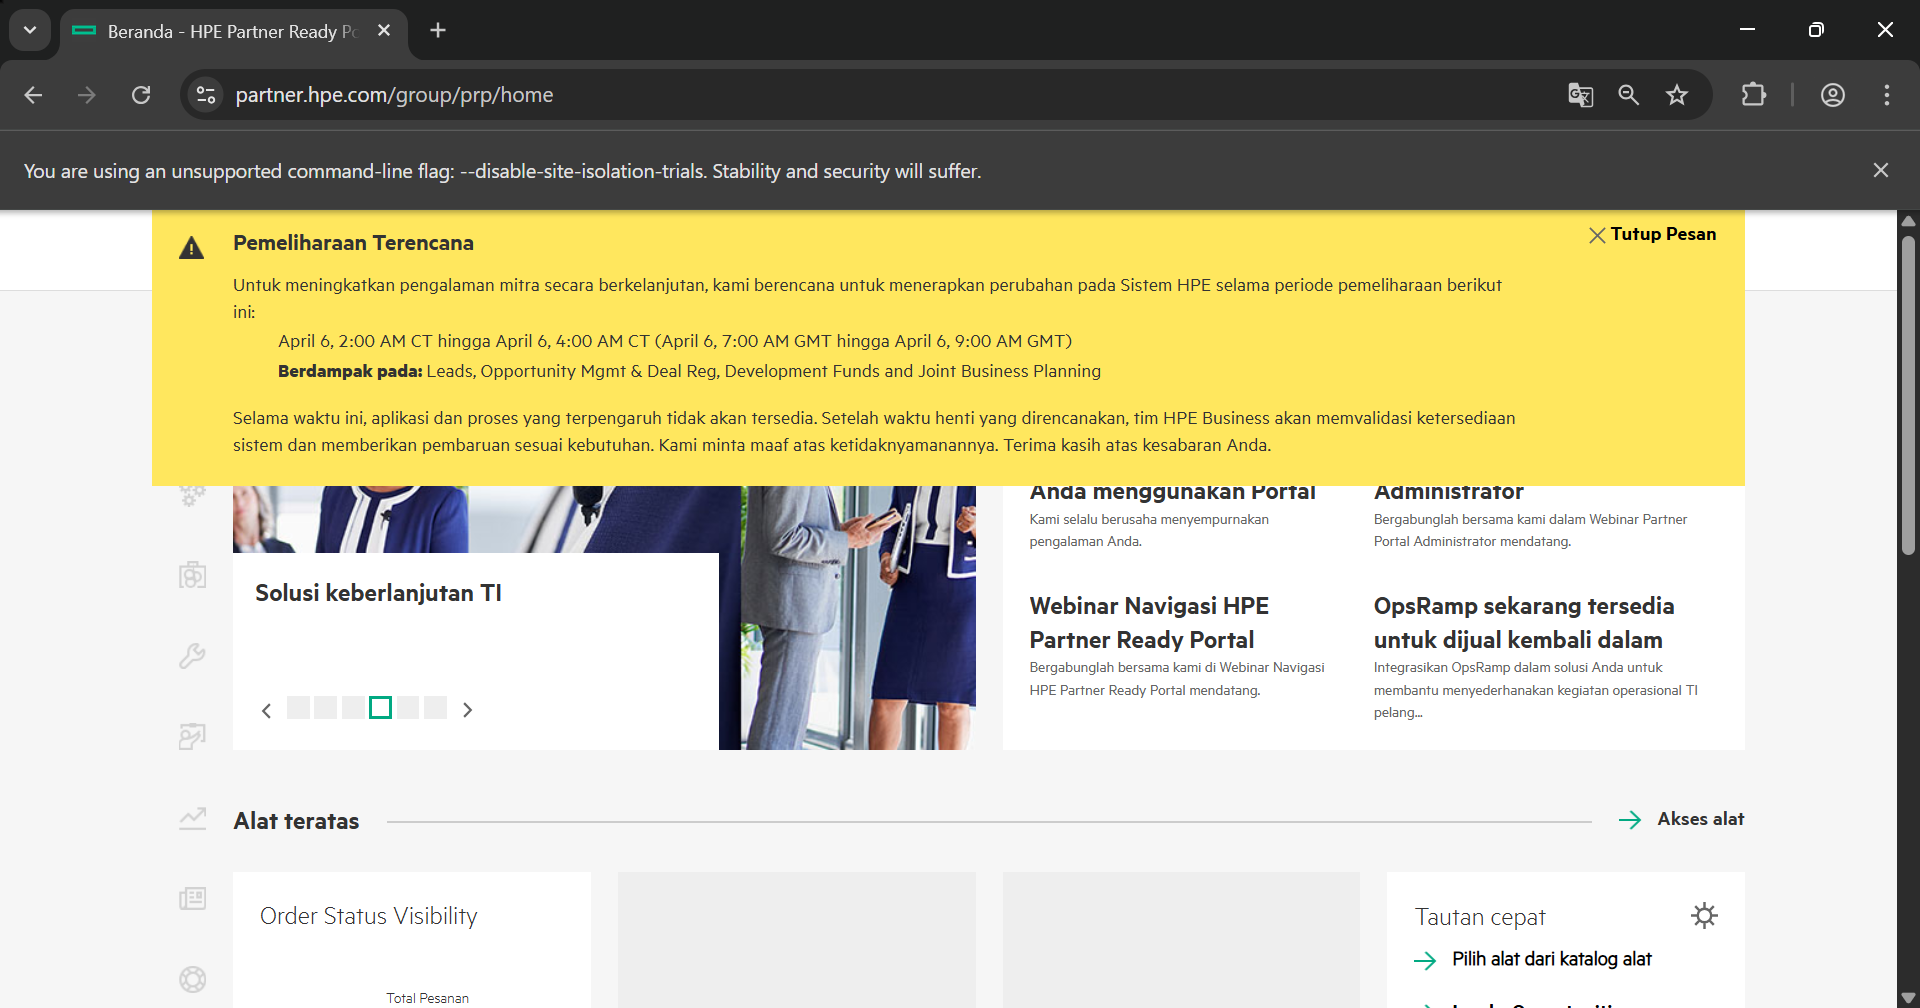 Beranda - HPE Partner Ready Po
partner.hpe.com/group/prp/home
You are using an unsupported command-line flag: --disable-site-isolation-trials. Stability and security will suffer.
Pemeliharaan Terencana
Tutup Pesan
Untuk meningkatkan pengalaman mitra secara berkelanjutan, kami berencana untuk menerapkan perubahan pada Sistem HPE selama periode pemeliharaan berikut
ini:
April 6, 2:00 AM CT hingga April 6, 4:00 AM CT (April 6, 7:00 AM GMT hingga April 6, 9:00 AM GMT)
Berdampak pada: Leads, Opportunity Mgmt & Deal Reg, Development Funds and Joint Business Planning
Selama waktu ini, aplikasi dan proses yang terpengaruh tidak akan tersedia. Setelah waktu henti yang direncanakan, tim HPE Business akan memvalidasi ketersediaan
sistem dan memberikan pembaruan sesuai kebutuhan. Kami minta maaf atas ketidaknyamanannya. Terima kasih atas kesabaran Anda.
Solusi keberlanjutan TI
Anda menggunakan Portal
Kami selalu berusaha menyempurnakan
pengalaman Anda.
Administrator
Bergabunglah bersama kami dalam Webinar Partner
Portal Administrator mendatang.
Webinar Navigasi HPE
Partner Ready Portal
Bergabunglah bersama kami di Webinar Navigasi
HPE Partner Ready Portal mendatang.
OpsRamp sekarang tersedia
untuk dijual kembali dalam
Integrasikan OpsRamp dalam solusi Anda untuk
membantu menyederhanakan kegiatan operasional TI
pelang...
Alat teratas
Akses alat
Order Status Visibility
Total Pesanan
Tautan cepat
Pilih alat dari katalog alat